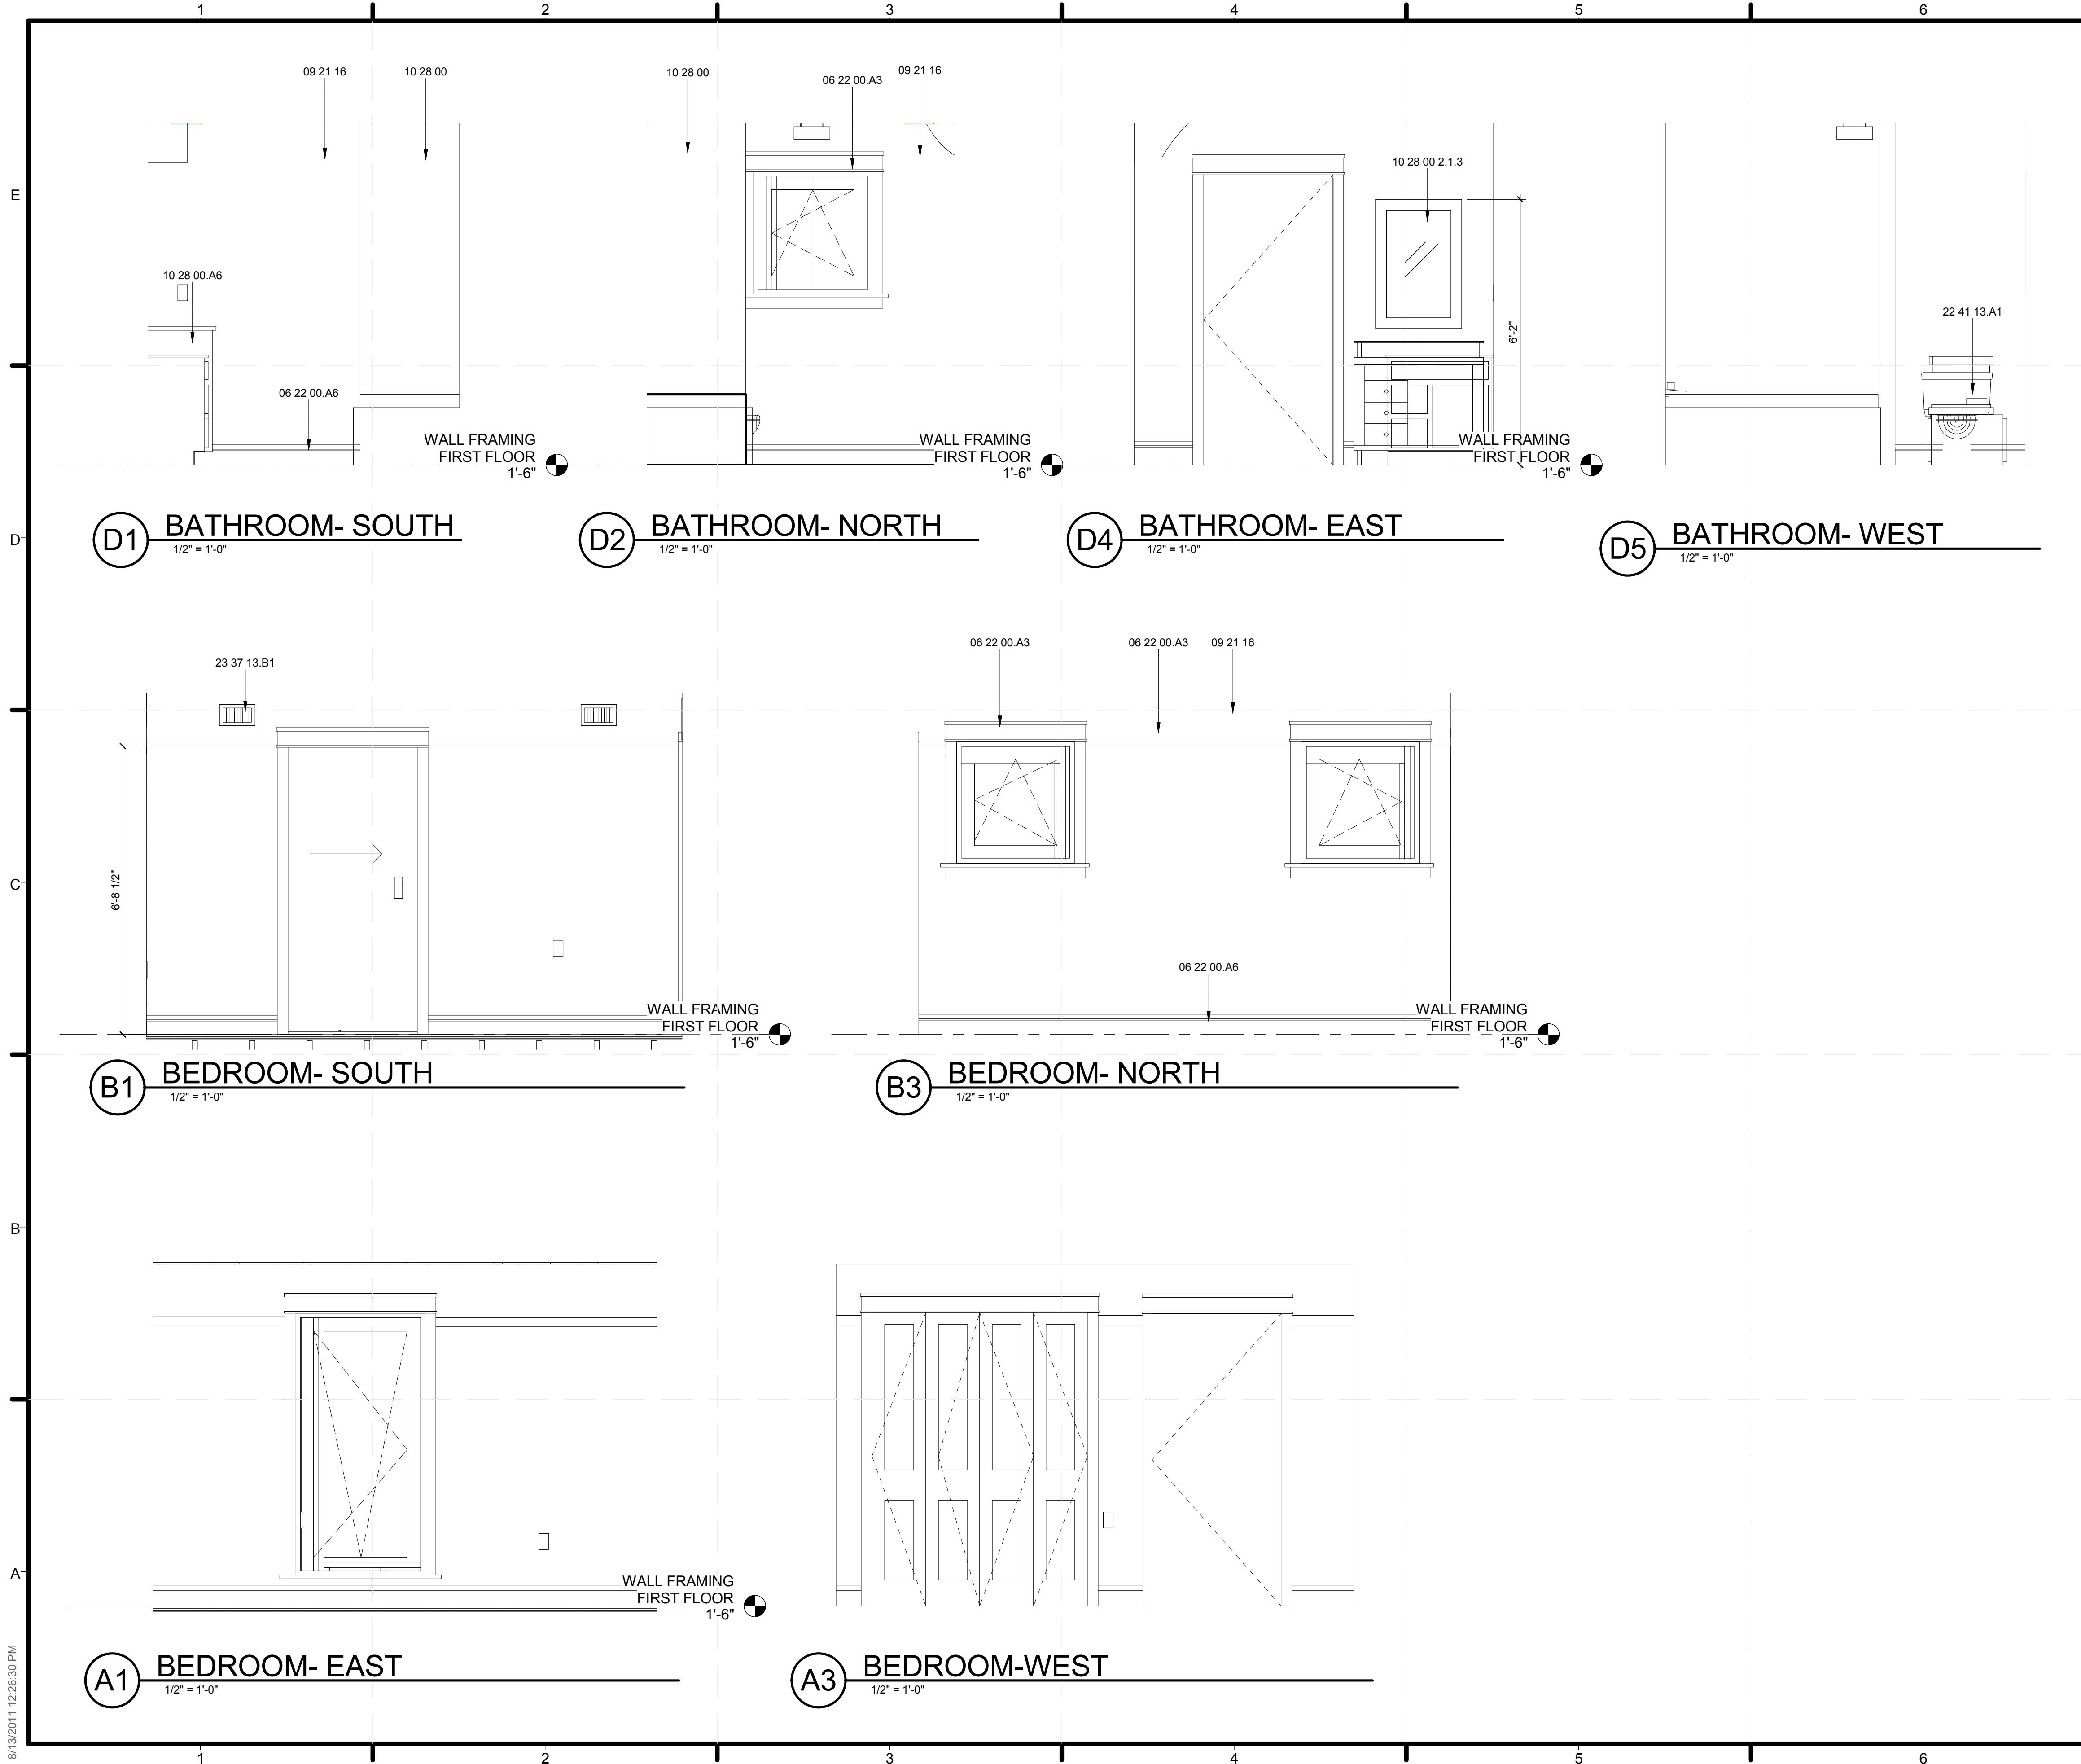 1 2 3 4 5 6
09 21 16 10 28 00
10 28 00.A6
06 22 00.A6
WALL FRAMING
FIRST FLOOR
1'-6"
D1 BATHROOM- SOUTH
1/2" = 1'-0"
10 28 00 06 22 00.A3 09 21 16
WALL FRAMING
FIRST FLOOR
1'-6"
D2 BATHROOM- NORTH
1/2" = 1'-0"
10 28 00 2.1.3
6'-2"
WALL FRAMING
FIRST FLOOR
1'-6"
D4 BATHROOM- EAST
1/2" = 1'-0"
22 41 13.A1
D5 BATHROOM- WEST
1/2" = 1'-0"
E
D
23 37 13.B1
6'-8 1/2"
WALL FRAMING
FIRST FLOOR
1'-6"
B1 BEDROOM- SOUTH
1/2" = 1'-0"
06 22 00.A3 06 22 00.A3 09 21 16
06 22 00.A6
WALL FRAMING
FIRST FLOOR
1'-6"
B3 BEDROOM- NORTH
1/2" = 1'-0"
C
B
WALL FRAMING
FIRST FLOOR
1'-6"
A1 BEDROOM- EAST
1/2" = 1'-0"
A3 BEDROOM-WEST
1/2" = 1'-0"
A
8/13/2011 12:26:30 PM
1 2 3 4 5 6